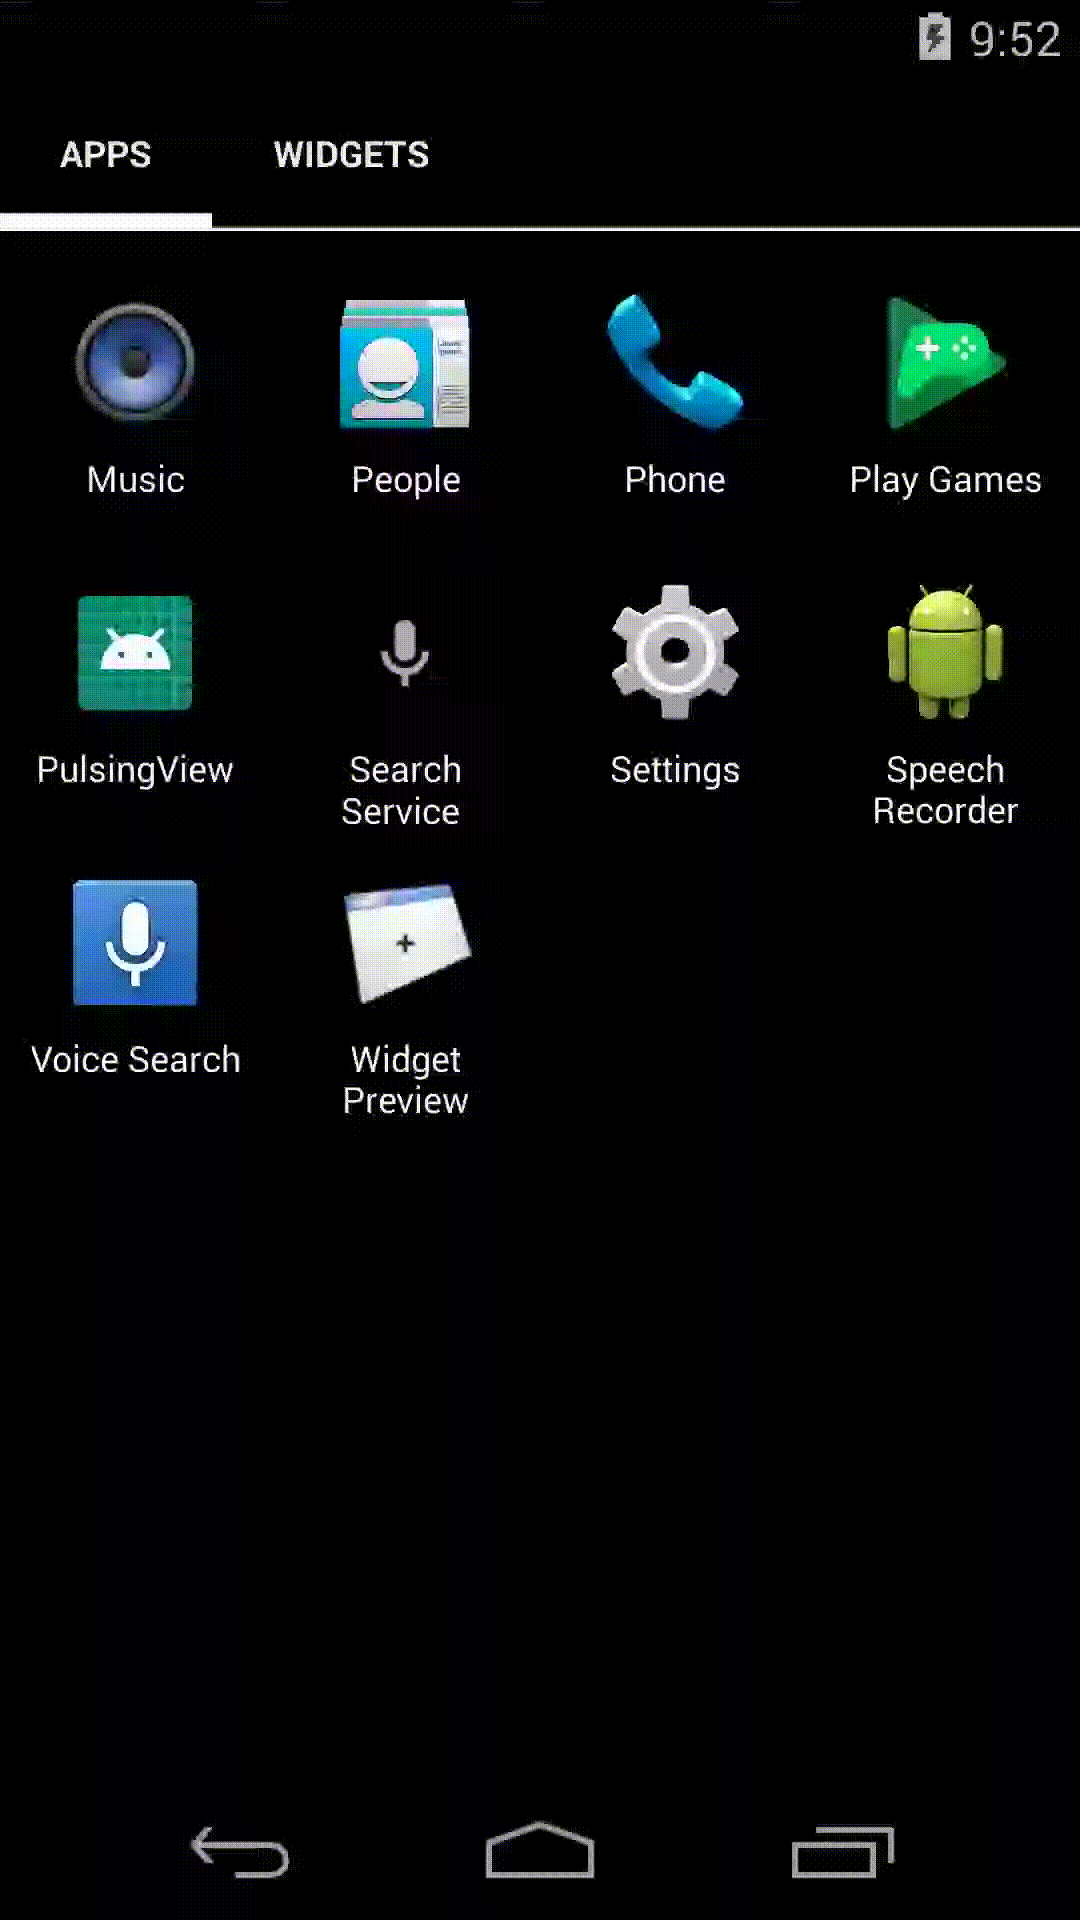 9:52
APPS WIDGETS
Music People Phone Play Games
PulsingView Search Service Settings Speech Recorder
Voice Search Widget Preview